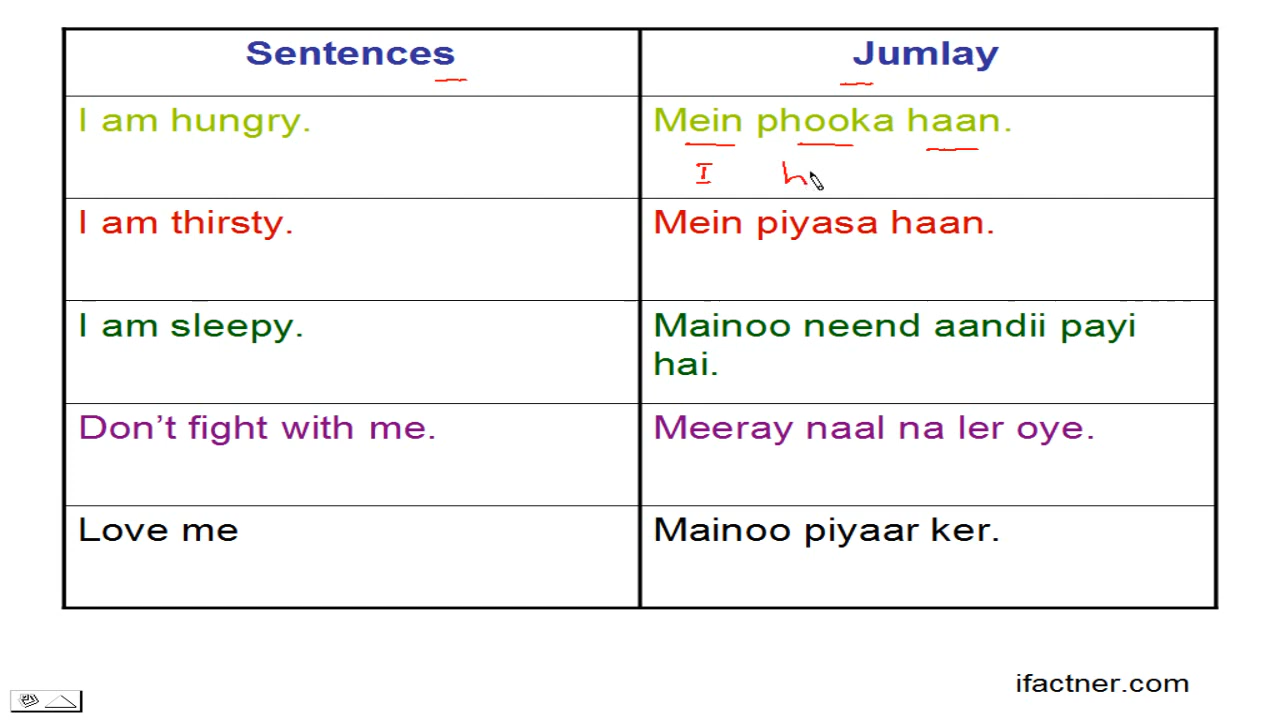 Sentences Jumlay
I am hungry. Mein phooka haan.
I h
I am thirsty. Mein piyasa haan.
I am sleepy. Mainoo neend aandii payi
hai.
Don't fight with me. Meeray naal na ler oye.
Love me Mainoo piyaar ker.
ifactner.com